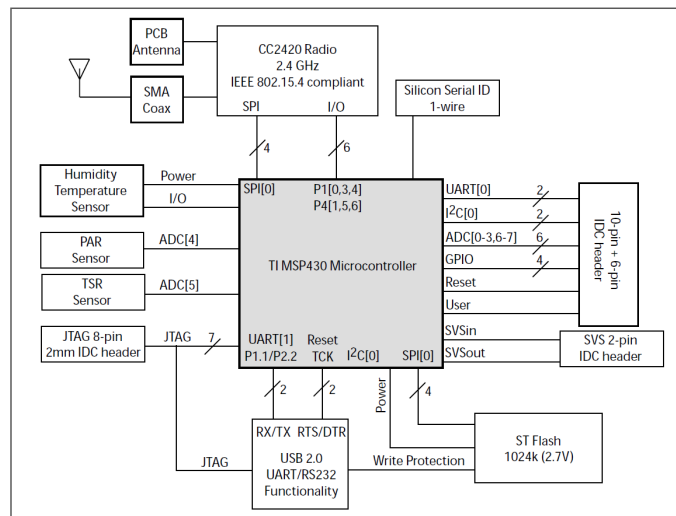 PCB
Antenna
SMA
Coax
CC2420 Radio
2.4 GHz
IEEE 802.15.4 compliant
SPI I/O
Silicon Serial ID
1-wire
4 6
Humidity
Temperature
Sensor
Power
I/O
SPI[0] P1[0,3,4]
P4[1,5,6]
UART[0] 2
I²C[0] 2
ADC[0-3,6-7] 6
GPIO 4
Reset
User
10-pin + 6-pin
IDC header
PAR
Sensor
ADC[4]
TI MSP430 Microcontroller
TSR
Sensor
ADC[5]
JTAG 8-pin
2mm IDC header
JTAG 7
UART[1] Reset
P1.1/P2.2 TCK I²C[0] SPI[0]
SVSin
SVSout
SVS 2-pin
IDC header
2 2 Power 4
RX/TX RTS/DTR
USB 2.0
UART/RS232
Functionality
JTAG
Write Protection
ST Flash
1024k (2.7V)